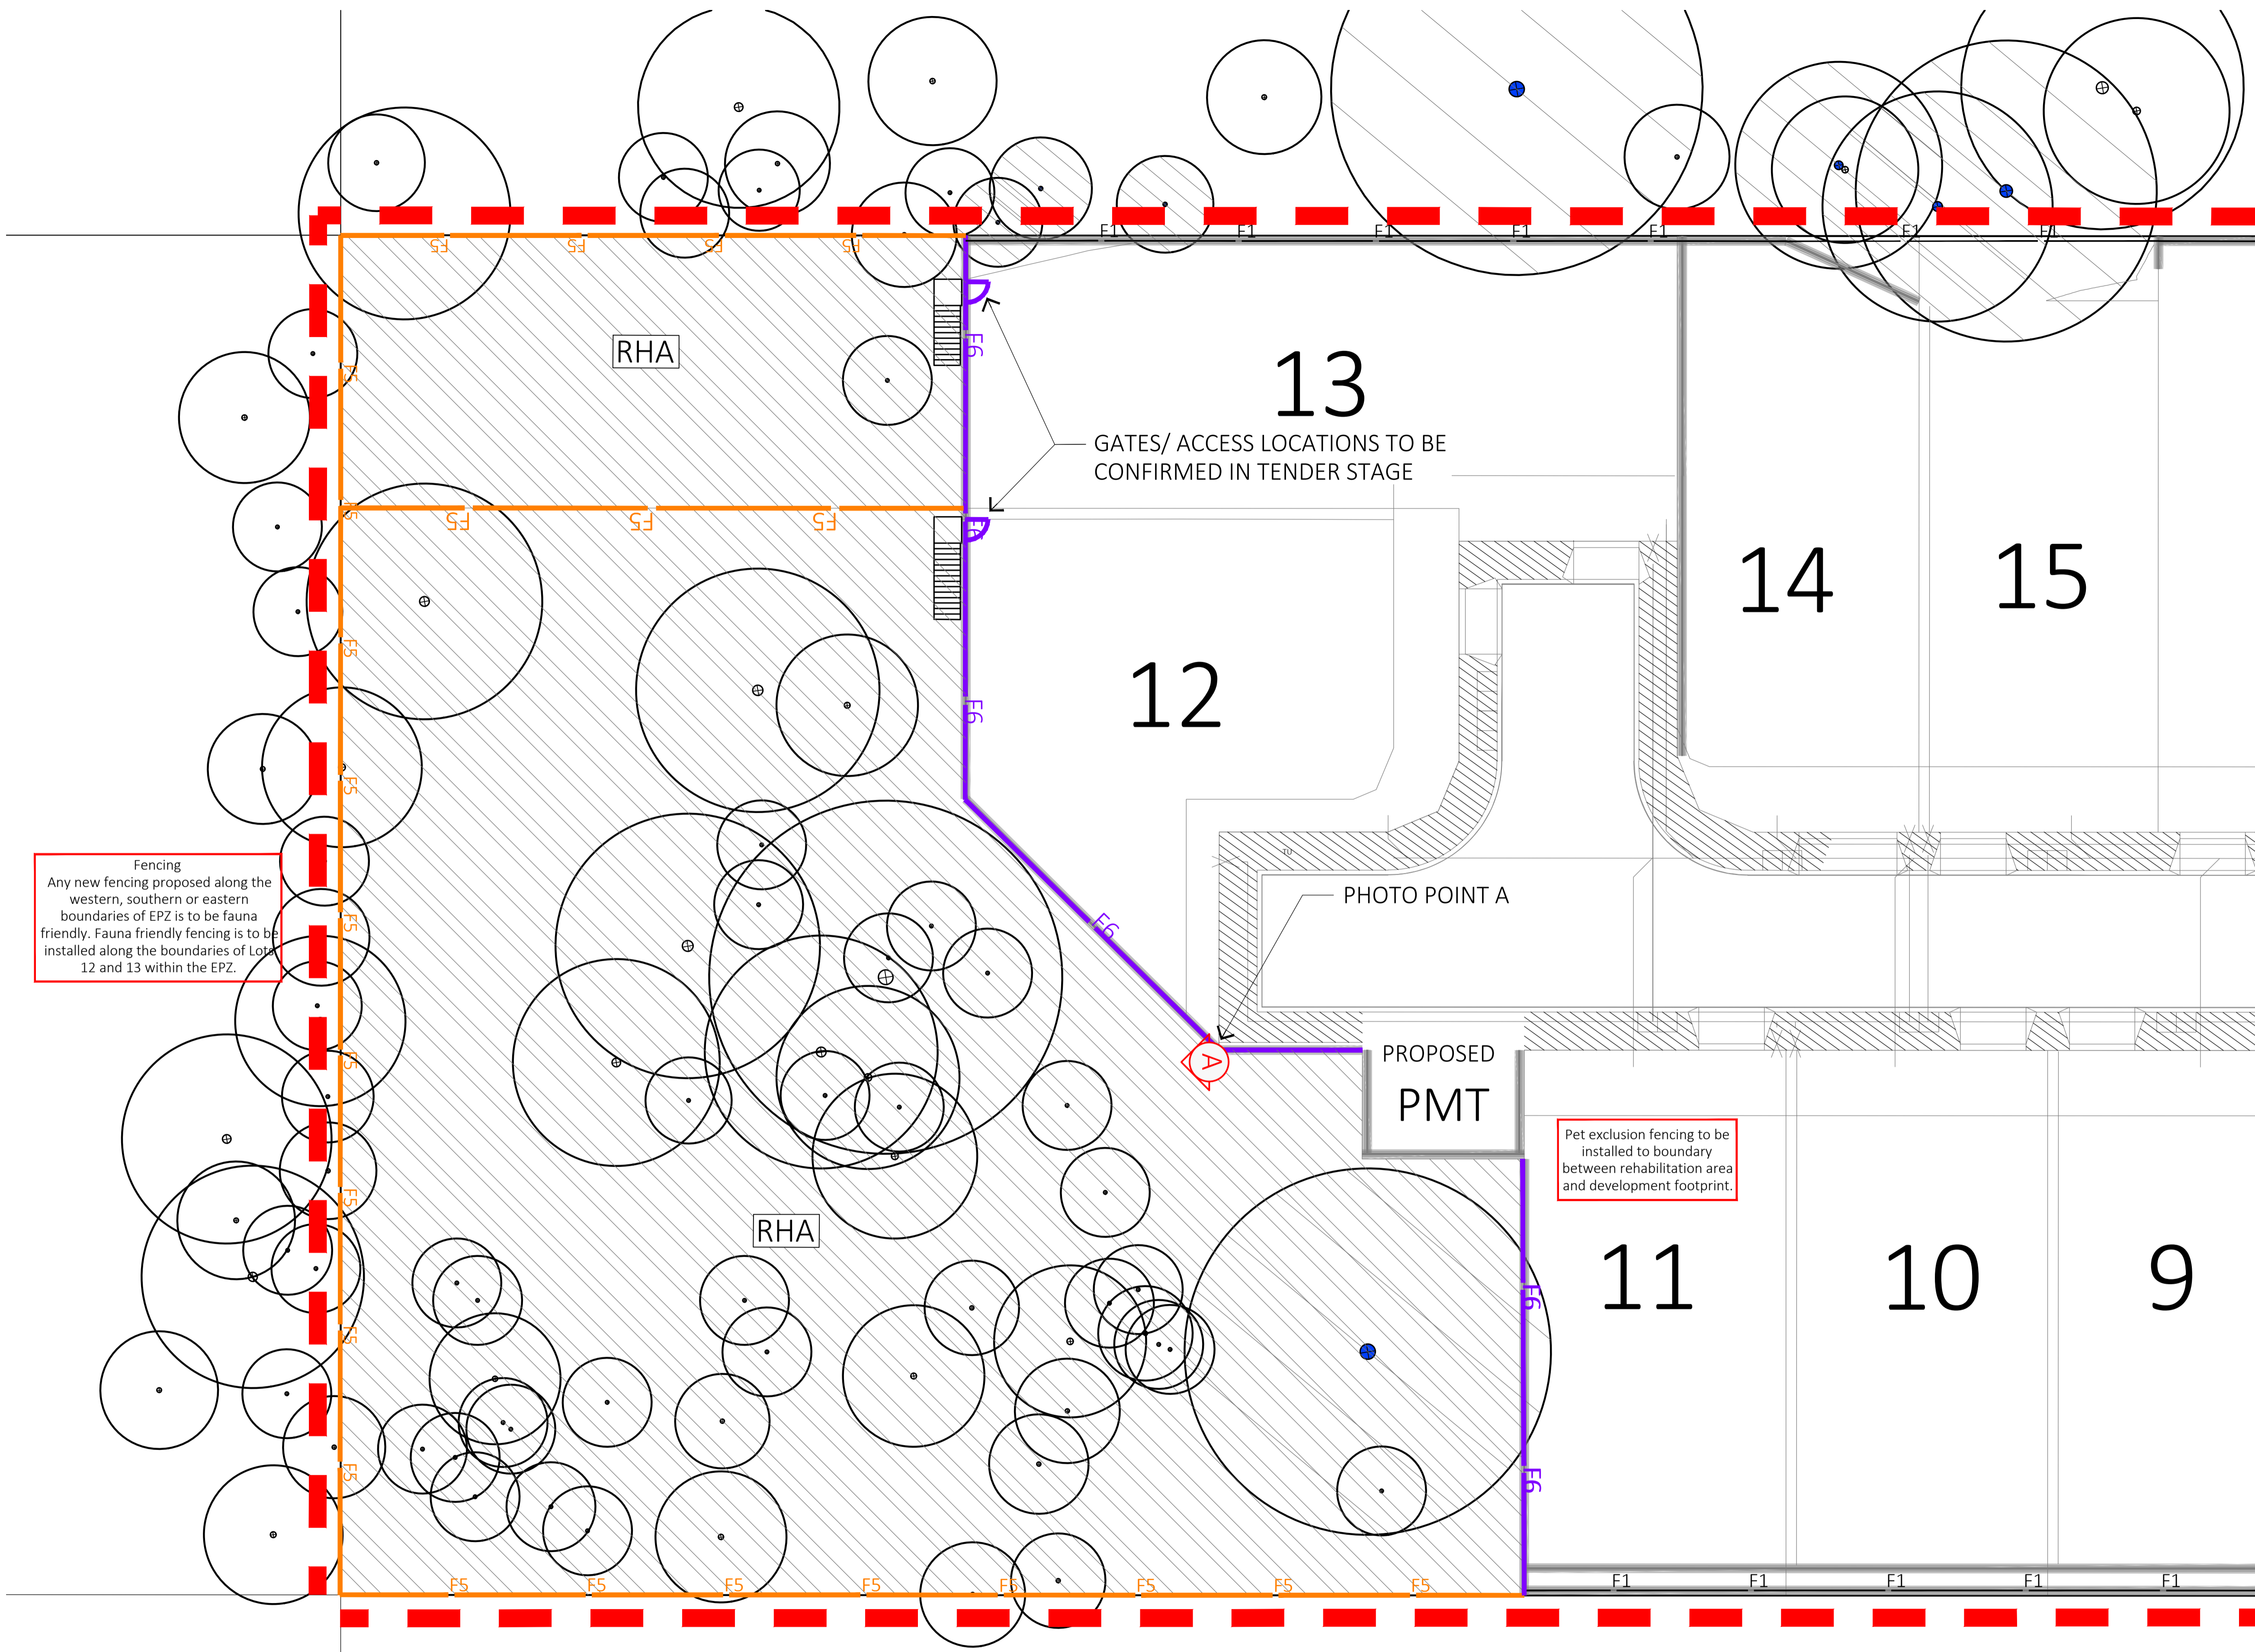 F1
F1
F1
F1
F1
F1
F1
F5
F5
F5
F5
RHA
F6
F5
13
GATES/ ACCESS LOCATIONS TO BE
CONFIRMED IN TENDER STAGE
F5
F5
F5
F5
F6
14
15
12
F5
F6
F5
TU
Fencing
Any new fencing proposed along the
western, southern or eastern
boundaries of EPZ is to be fauna
friendly. Fauna friendly fencing is to be
installed along the boundaries of Lots
12 and 13 within the EPZ.
F5
F6
PHOTO POINT A
F5
A
PROPOSED
PMT
Pet exclusion fencing to be
installed to boundary
between rehabilitation area
and development footprint.
F5
RHA
11
10
9
F6
F5
F5
F6
F5
F5
F5
F5
F5
F5
F5
F5
F1
F1
F1
F1
F1